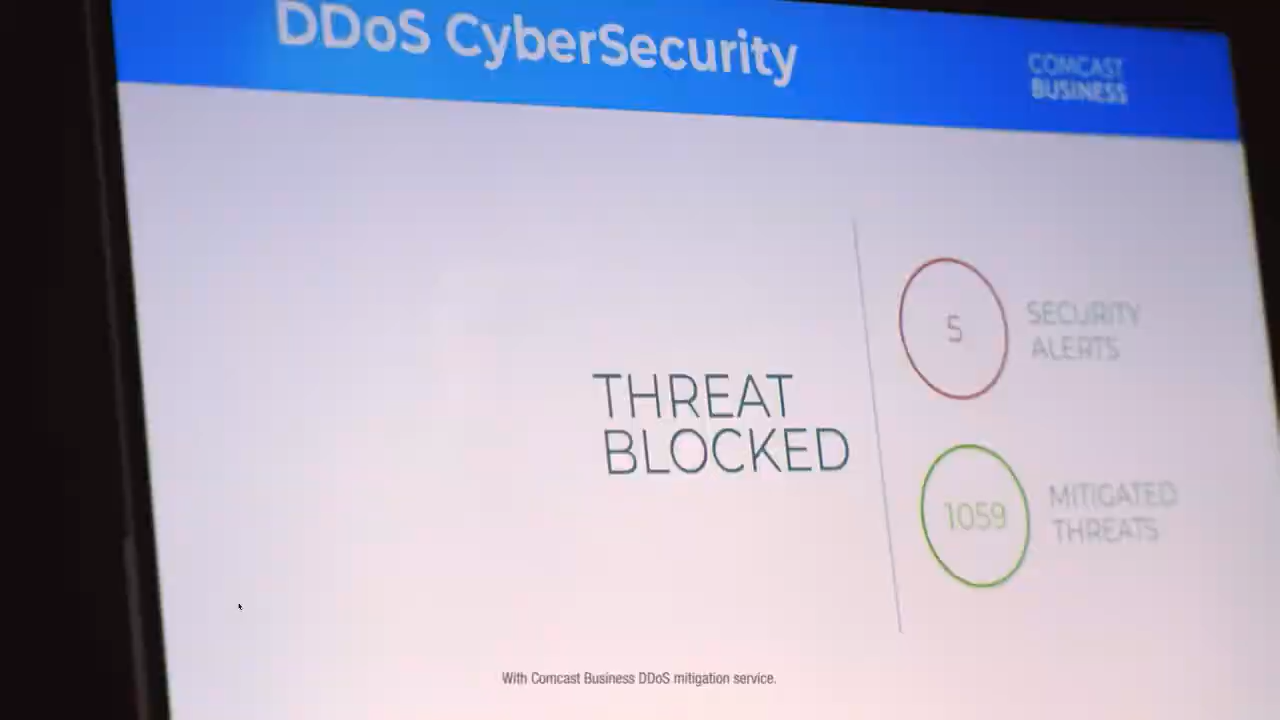 DDoS CyberSecurity
COMCAST
BUSINESS
THREAT
BLOCKED
5
SECURITY
ALERTS
1059
MITIGATED
THREATS
With Comcast Business DDoS mitigation service.